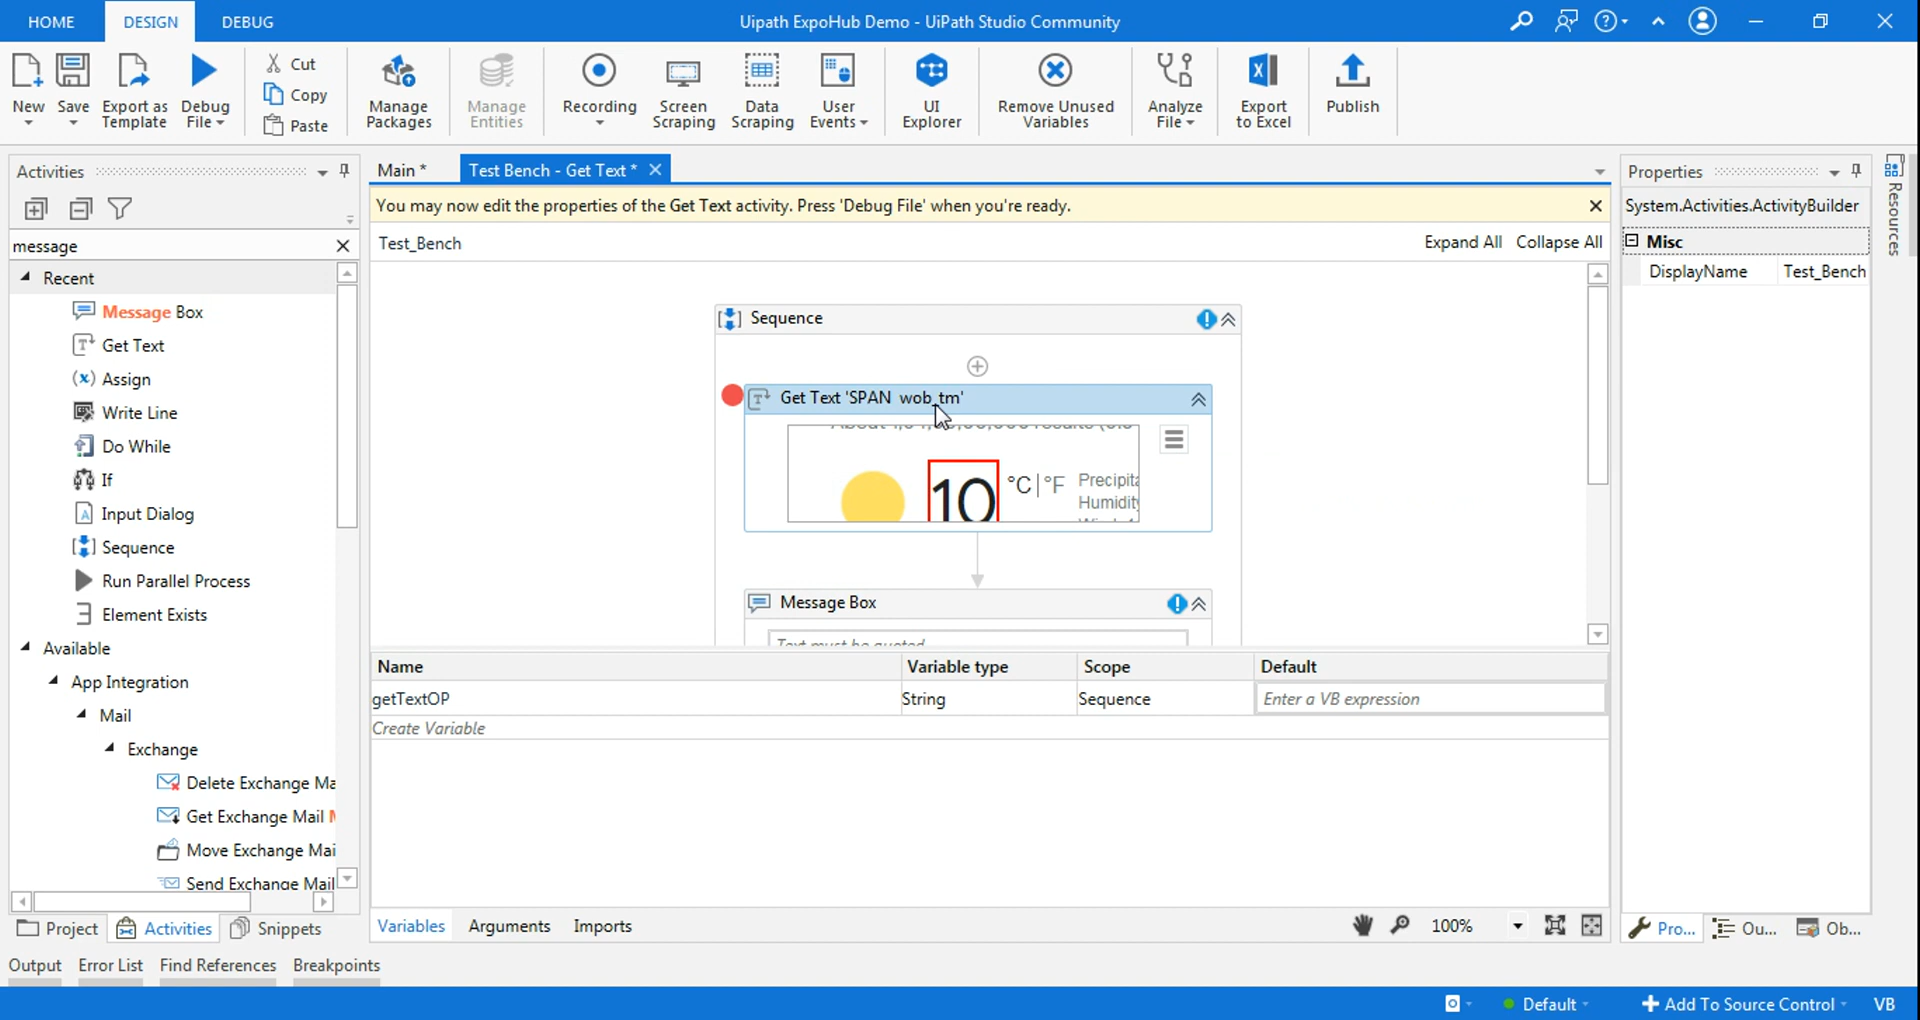 HOME DESIGN DEBUG
Uipath ExpoHub Demo - UiPath Studio Community
New
Save
Export as Template
Debug File
Cut
Copy
Paste
Manage Packages
Manage Entities
Recording
Screen Scraping
Data Scraping
User Events
UI Explorer
Remove Unused Variables
Analyze File
Export to Excel
Publish
Activities
message
Recent
Message Box
Get Text
Assign
Write Line
Do While
If
Input Dialog
Sequence
Run Parallel Process
Element Exists
Available
App Integration
Mail
Exchange
Delete Exchange Ma
Get Exchange Mail M
Move Exchange Mai
Send Exchange Mail
Project Activities Snippets
Main *
Test Bench - Get Text *
You may now edit the properties of the Get Text activity. Press 'Debug File' when you're ready.
Test_Bench
Expand All Collapse All
Sequence
Get Text 'SPAN wob_tm'
10 °C | °F
Precipita
Humidity
Message Box
Text must be quoted
Name Variable type Scope Default
getTextOP String Sequence Enter a VB expression
Create Variable
Variables Arguments Imports
100%
Properties
System.Activities.ActivityBuilder
Misc
DisplayName Test_Bench
Pro... Ou... Ob...
Resources
Output Error List Find References Breakpoints
Default
Add To Source Control
VB